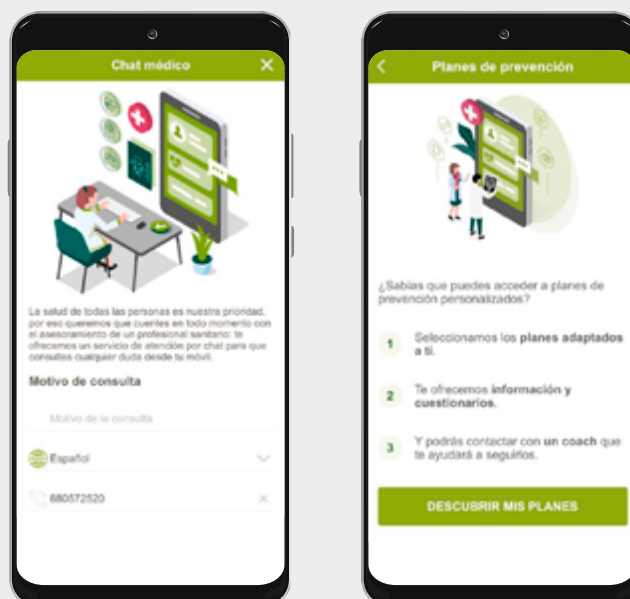 Chat médico
La salud de todas las personas es nuestra prioridad,
por eso queremos que cuentes en todo momento con
el asesoramiento de un profesional sanitario: te
ofrecemos un servicio de atención por chat para que
consultes cualquier duda desde tu móvil.
Motivo de consulta
Motivo de la consulta
Español
680572520
Planes de prevención
¿Sabías que puedes acceder a planes de
prevención personalizados?
1 Seleccionamos los planes adaptados
a ti.
2 Te ofrecemos información y
cuestionarios.
3 Y podrás contactar con un coach que
te ayudará a seguirlos.
DESCUBRIR MIS PLANES